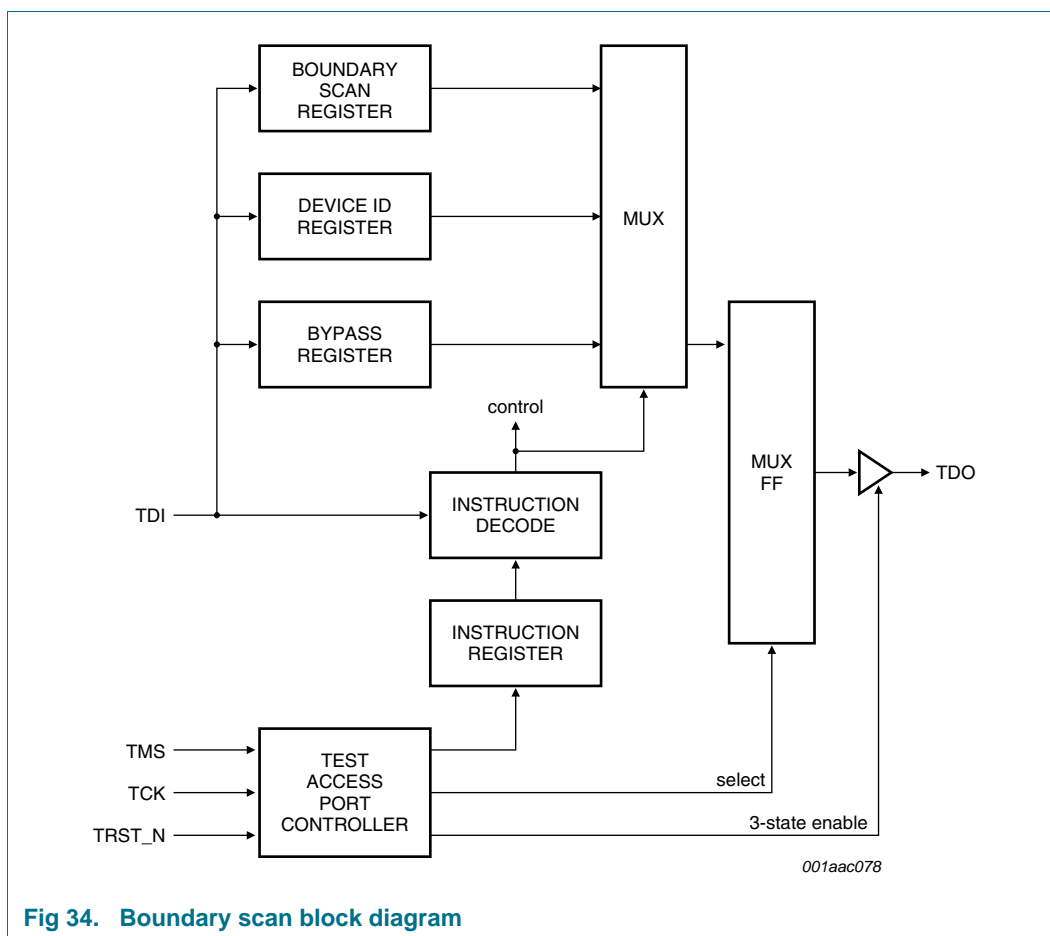 BOUNDARY
SCAN
REGISTER
DEVICE ID
REGISTER
MUX
BYPASS
REGISTER
control
MUX
FF
TDO
TDI
INSTRUCTION
DECODE
INSTRUCTION
REGISTER
TMS
TCK
TRST_N
TEST
ACCESS
PORT
CONTROLLER
select
3-state enable
001aac078
Fig 34. Boundary scan block diagram